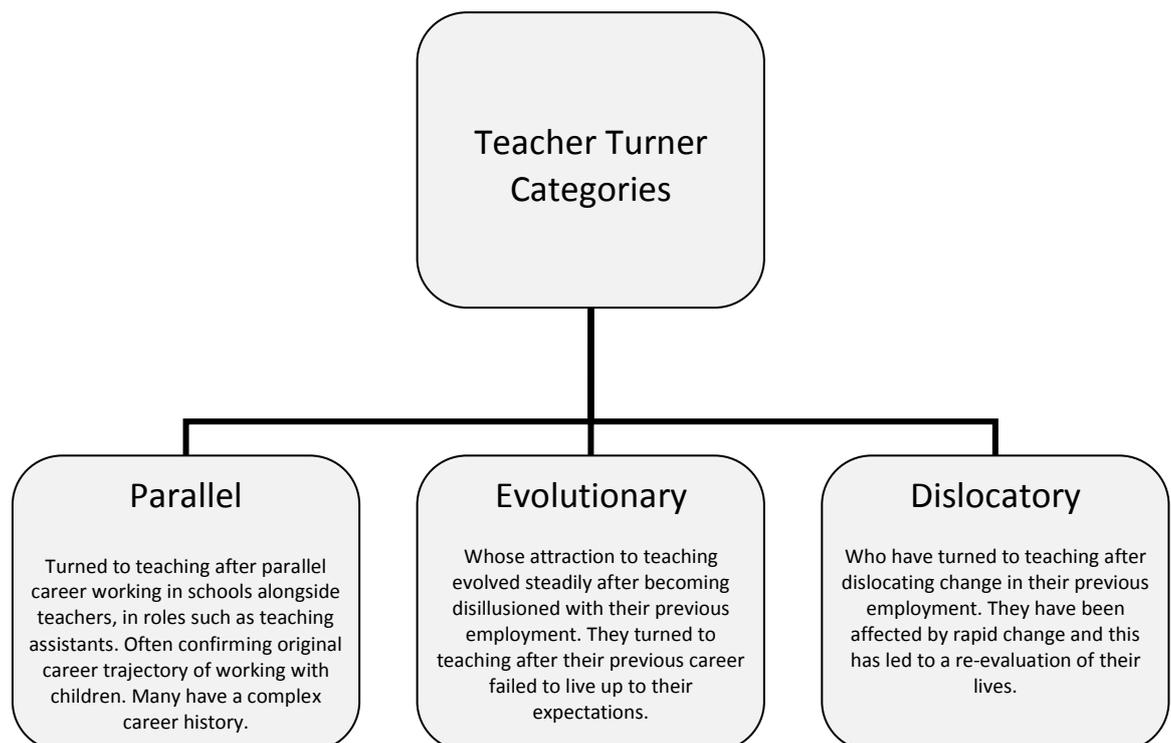 Teacher Turner
Categories
Parallel
Turned to teaching after parallel
career working in schools alongside
teachers, in roles such as teaching
assistants. Often confirming original
career trajectory of working with
children. Many have a complex
career history.
Evolutionary
Whose attraction to teaching
evolved steadily after becoming
disillusioned with their previous
employment. They turned to
teaching after their previous career
failed to live up to their
expectations.
Dislocatory
Who have turned to teaching after
dislocating change in their previous
employment. They have been
affected by rapid change and this
has led to a re-evaluation of their
lives.